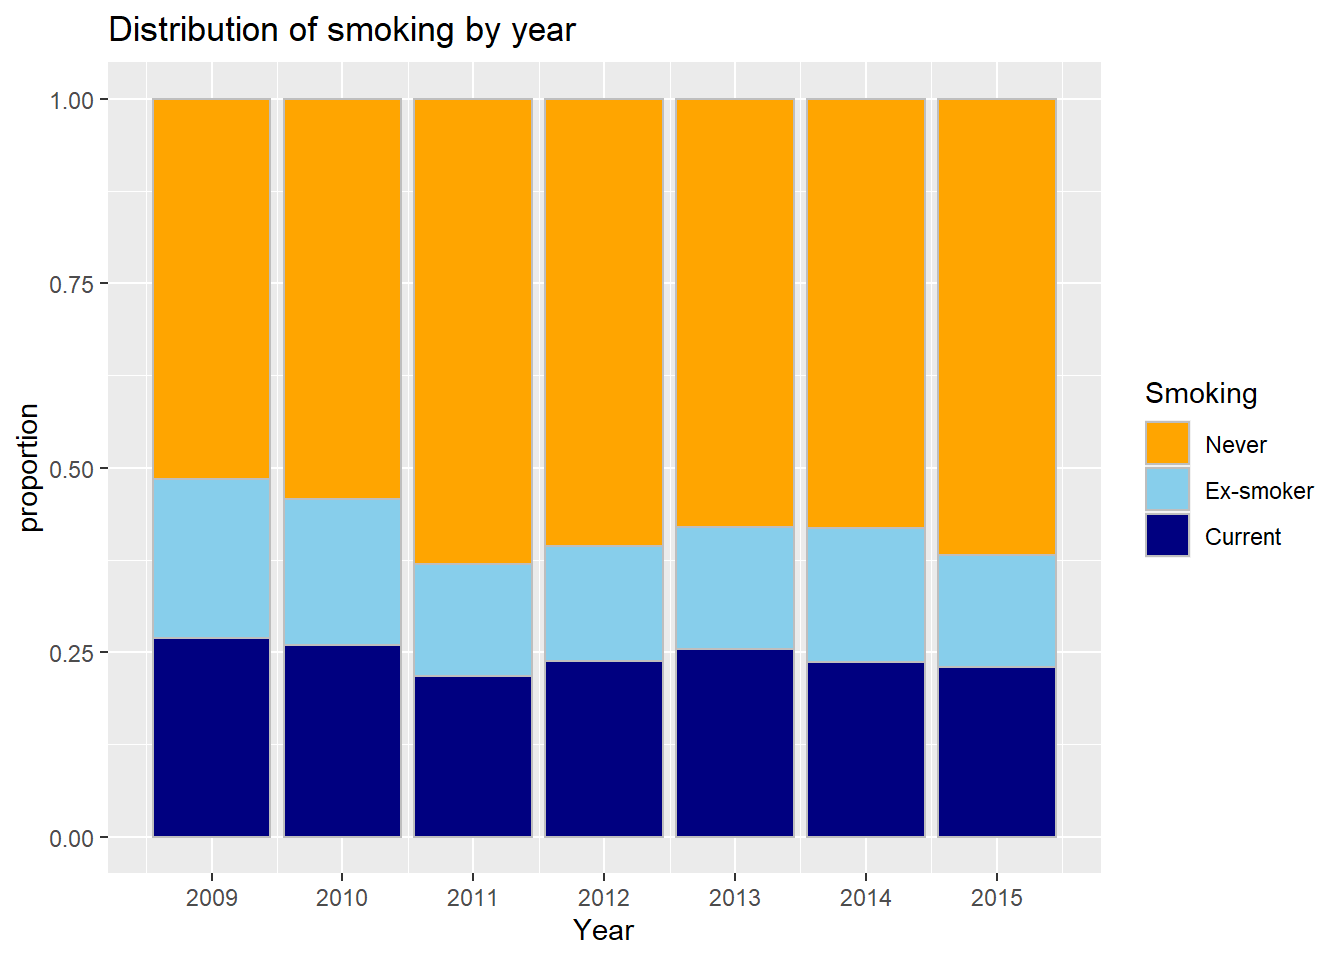 Distribution of smoking by year
1.00
0.75
0.50
0.25
0.00
proportion
2009 2010 2011 2012 2013 2014 2015
Year
Smoking
Never
Ex-smoker
Current